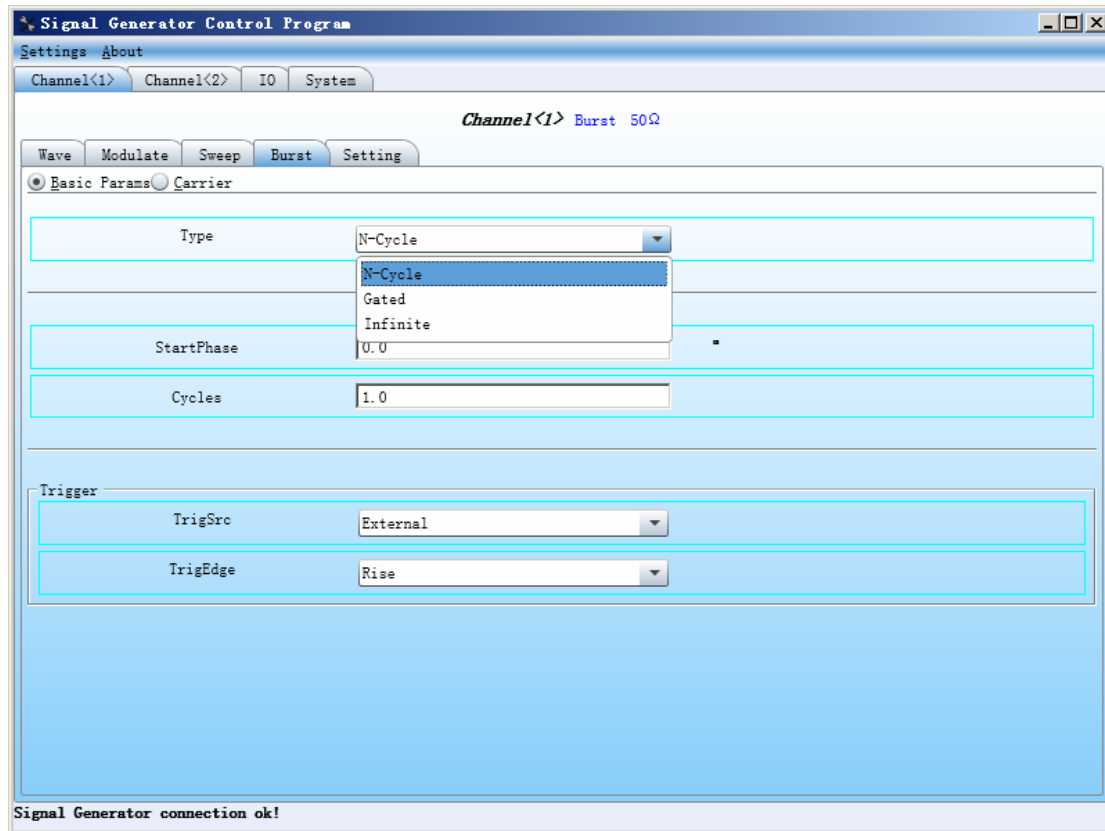 Signal Generator Control Program
Settings About
Channel<1> Channel<2> IO System
Channel<1> Burst 50Ω
Wave Modulate Sweep Burst Setting
Basic Params Carrier
Type N-Cycle
N-Cycle
Gated
Infinite
StartPhase 0.0 °
Cycles 1.0
Trigger
TrigSrc External
TrigEdge Rise
Signal Generator connection ok!